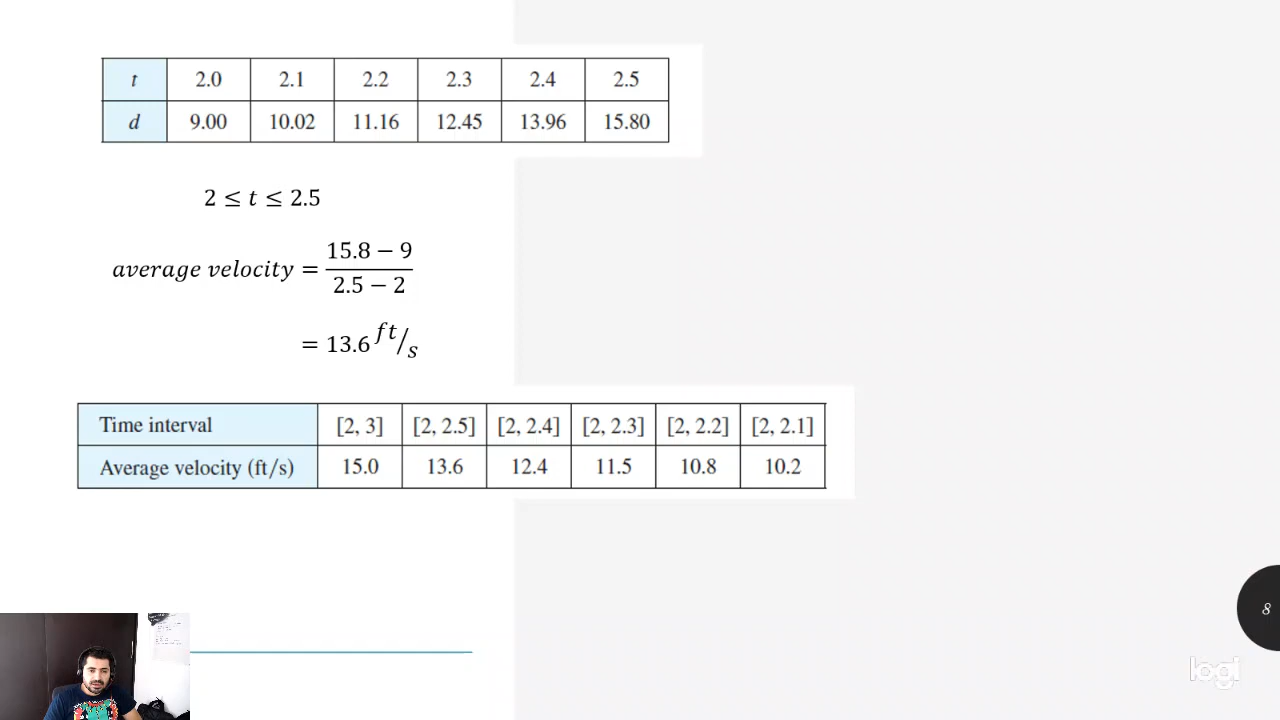 t 2.0 2.1 2.2 2.3 2.4 2.5
d 9.00 10.02 11.16 12.45 13.96 15.80
2 ≤ t ≤ 2.5
average velocity = (15.8 − 9)/(2.5 − 2)
= 13.6 ft/s
Time interval [2, 3] [2, 2.5] [2, 2.4] [2, 2.3] [2, 2.2] [2, 2.1]
Average velocity (ft/s) 15.0 13.6 12.4 11.5 10.8 10.2
8
logi